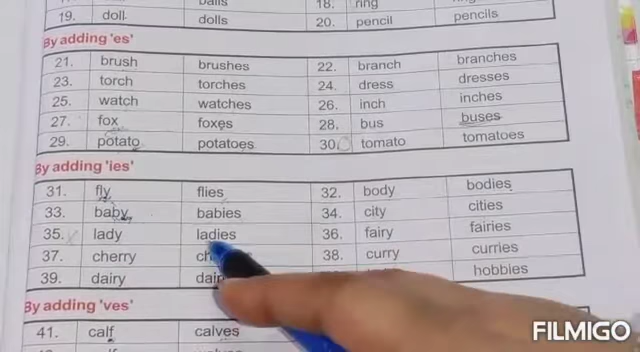 balls 18. ring
19. doll dolls 20. pencil pencils
By adding 'es'
21. brush brushes 22. branch branches
23. torch torches 24. dress dresses
25. watch watches 26. inch inches
27. fox foxes 28. bus buses
29. potato potatoes 30. tomato tomatoes
By adding 'ies'
31. fly flies 32. body bodies
33. baby babies 34. city cities
35. lady ladies 36. fairy fairies
37. cherry 38. curry curries
39. dairy hobbies
By adding 'ves'
41. calf calves
FILMIGO